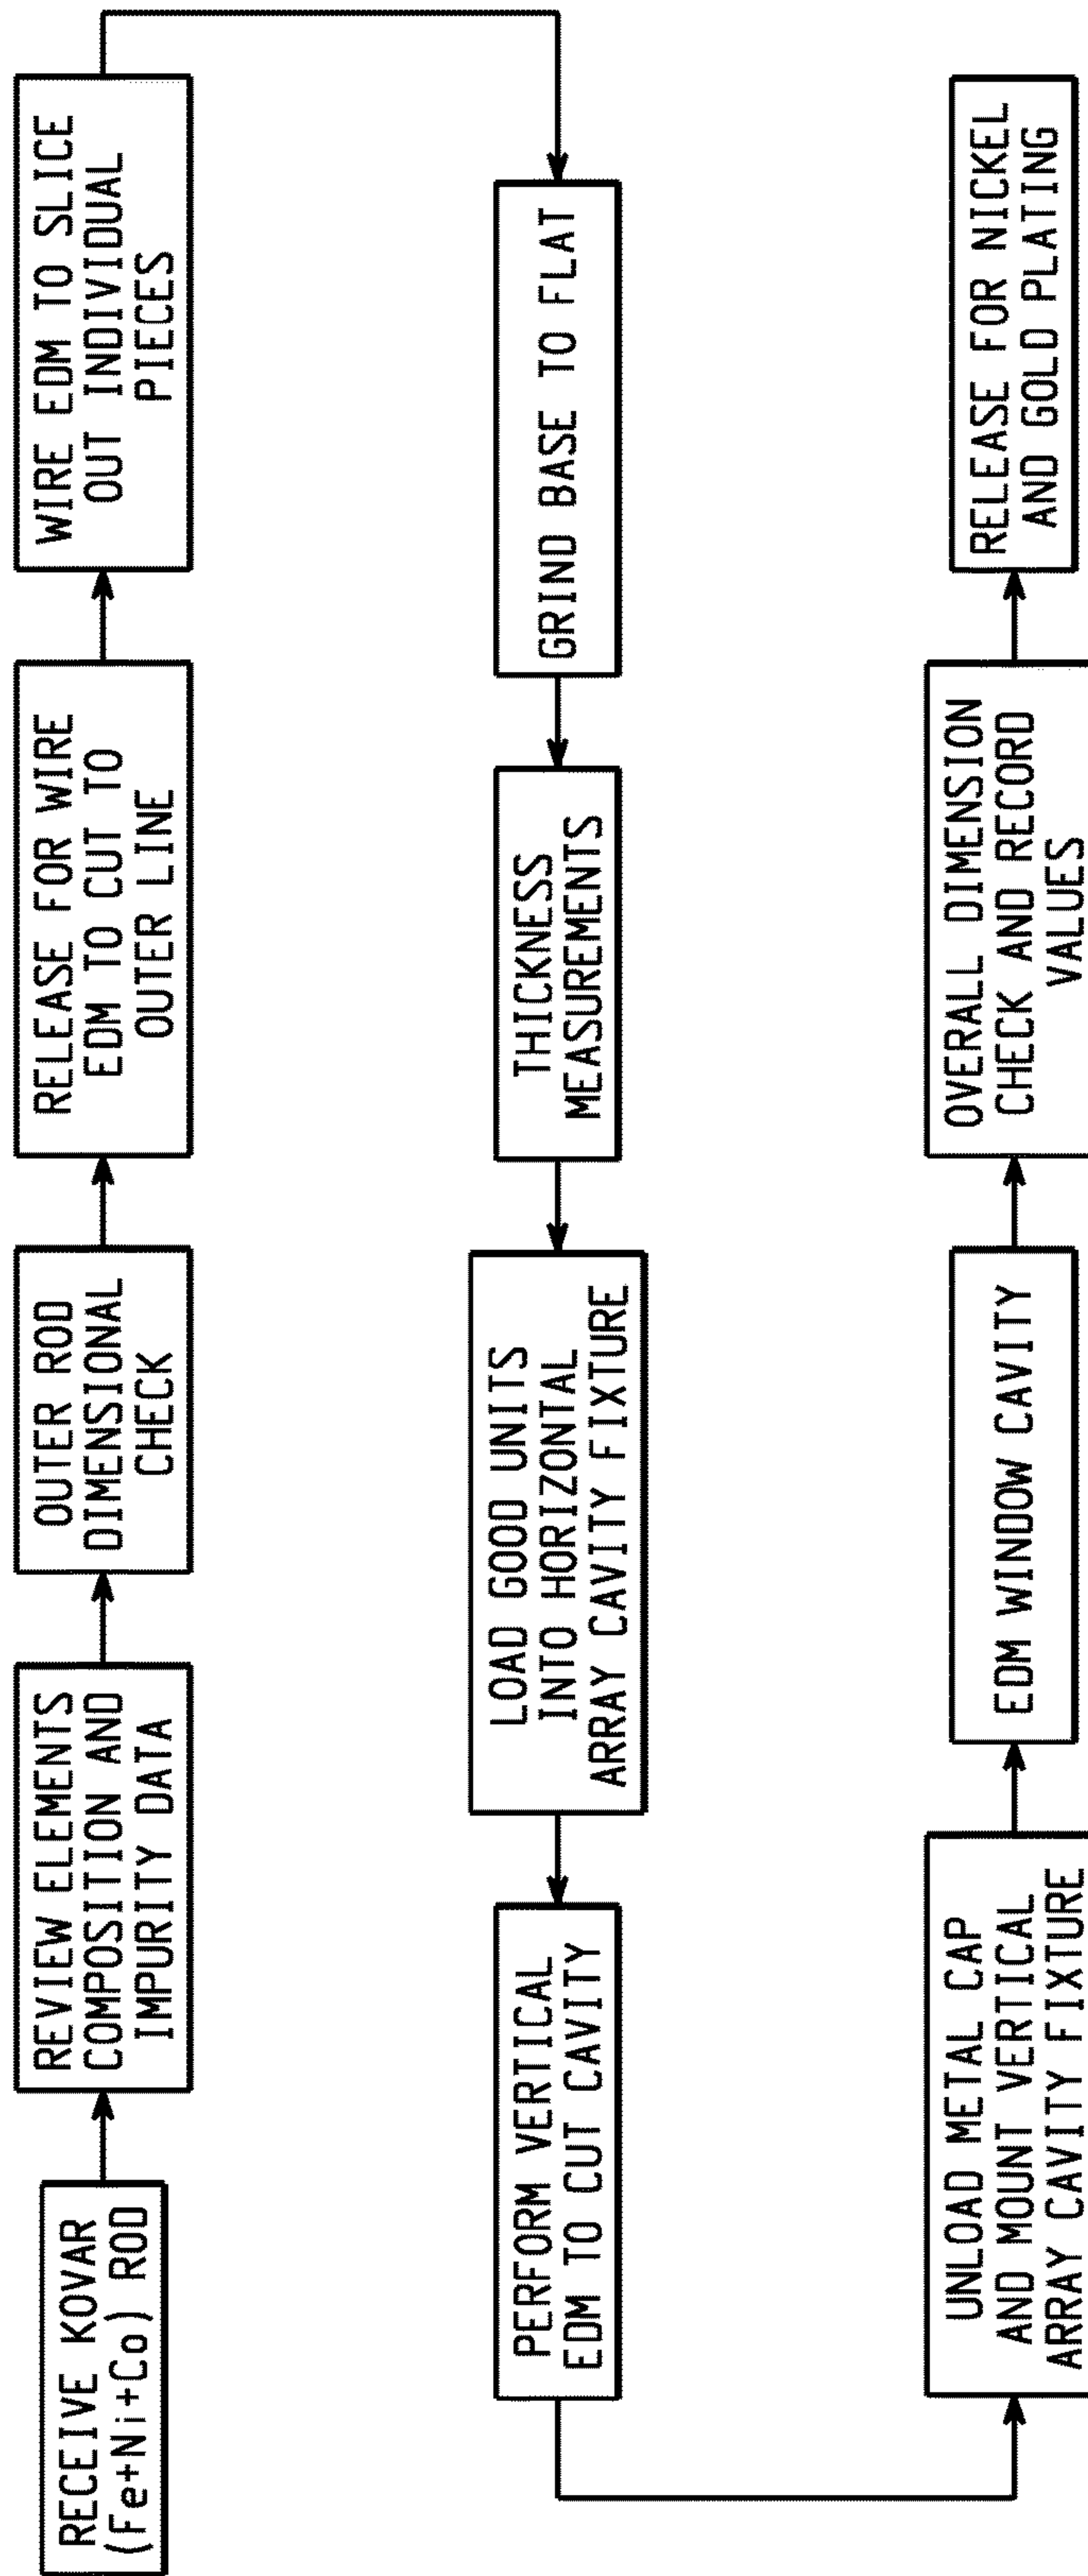 RECEIVE KOVAR
(Fe+Ni+Co) ROD
REVIEW ELEMENTS
COMPOSITION AND
IMPURITY DATA
OUTER ROD
DIMENSIONAL
CHECK
RELEASE FOR WIRE
EDM TO CUT TO
OUTER LINE
WIRE EDM TO SLICE
OUT INDIVIDUAL
PIECES
GRIND BASE TO FLAT
THICKNESS
MEASUREMENTS
LOAD GOOD UNITS
INTO HORIZONTAL
ARRAY CAVITY FIXTURE
PERFORM VERTICAL
EDM TO CUT CAVITY
UNLOAD METAL CAP
AND MOUNT VERTICAL
ARRAY CAVITY FIXTURE
EDM WINDOW CAVITY
OVERALL DIMENSION
CHECK AND RECORD
VALUES
RELEASE FOR NICKEL
AND GOLD PLATING